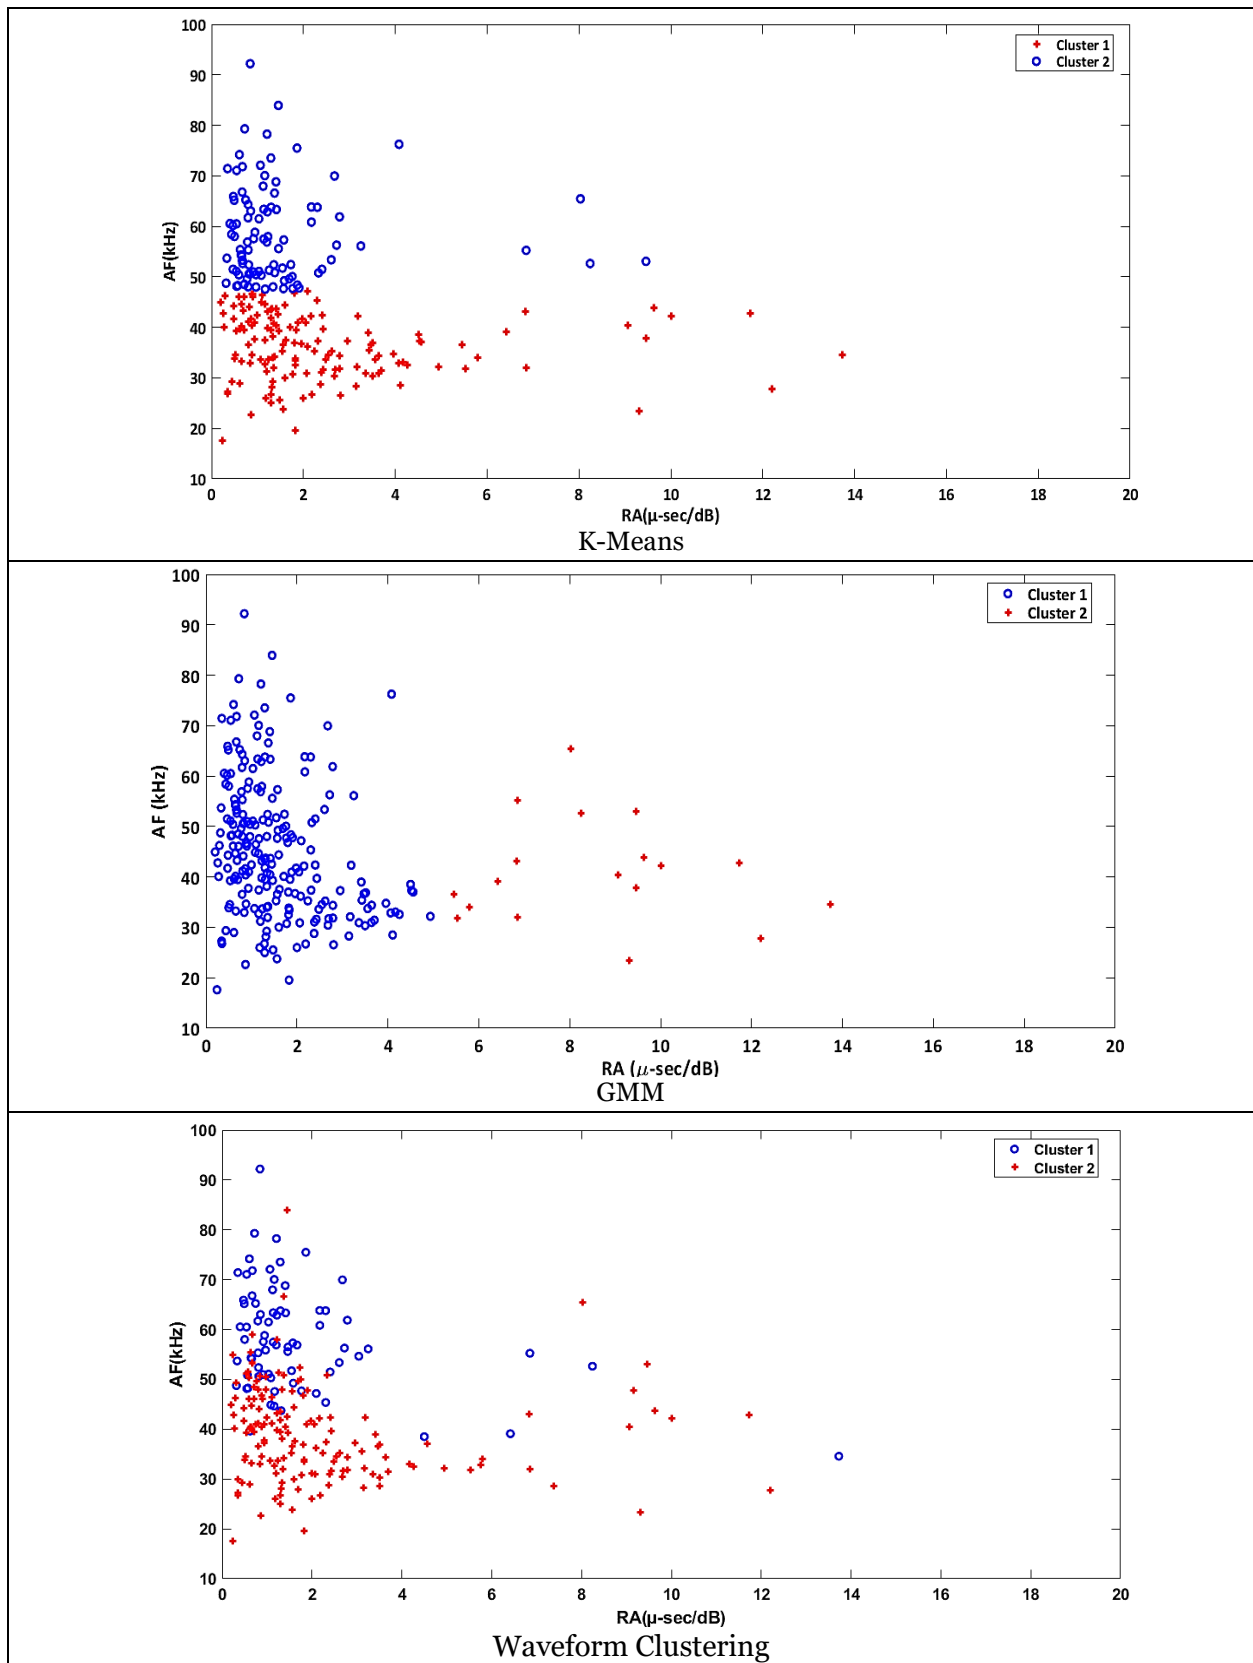 100
90
80
70
60
50
40
30
20
10
AF(kHz)
Cluster 1
Cluster 2
0 2 4 6 8 10 12 14 16 18 20
RA(μ-sec/dB)
K-Means
100
90
80
70
60
50
40
30
20
10
AF (kHz)
Cluster 1
Cluster 2
0 2 4 6 8 10 12 14 16 18 20
RA (μ-sec/dB)
GMM
100
90
80
70
60
50
40
30
20
10
AF(kHz)
Cluster 1
Cluster 2
0 2 4 6 8 10 12 14 16 18 20
RA(μ-sec/dB)
Waveform Clustering